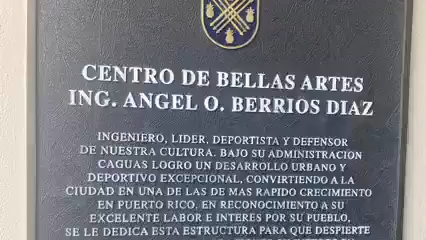 CENTRO DE BELLAS ARTES
ING. ANGEL O. BERRIOS DIAZ
INGENIERO, LIDER, DEPORTISTA Y DEFENSOR
DE NUESTRA CULTURA. BAJO SU ADMINISTRACION
CAGUAS LOGRO UN DESARROLLO URBANO Y
DEPORTIVO EXCEPCIONAL, CONVIRTIENDO A LA
CIUDAD EN UNA DE LAS DE MAS RAPIDO CRECIMIENTO
EN PUERTO RICO, EN RECONOCIMIENTO A SU
EXCELENTE LABOR E INTERES POR SU PUEBLO,
SE LE DEDICA ESTA ESTRUCTURA PARA QUE DESPIERTE